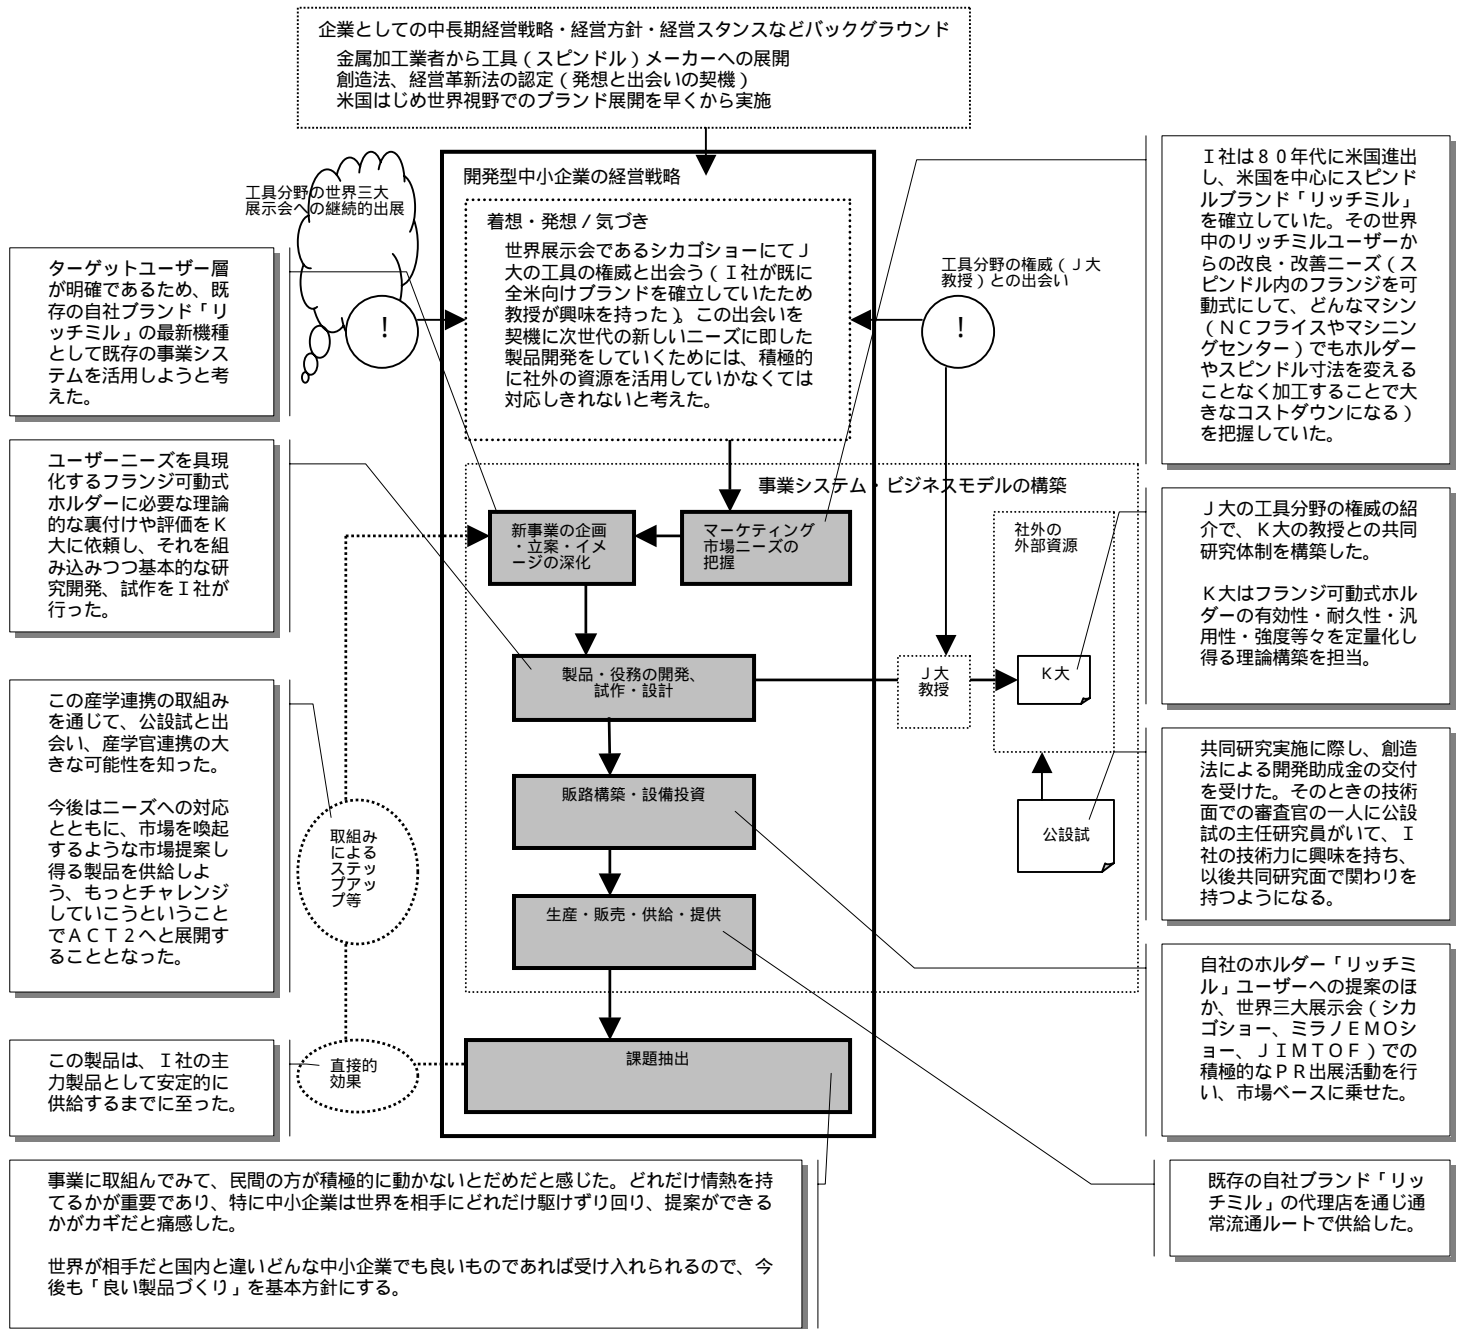 企業としての中長期経営戦略・経営方針・経営スタンスなどバックグラウンド
金属加工業者から工具（スピンドル）メーカーへの展開
創造法、経営革新法の認定（発想と出会いの契機）
米国はじめ世界視野でのブランド展開を早くから実施
開発型中小企業の経営戦略
着想・発想／気づき
世界展示会であるシカゴショーにてＪ
大の工具の権威と出会う（Ｉ社が既に
全米向けブランドを確立していたため
教授が興味を持った）。この出会いを
契機に次世代の新しいニーズに即した
製品開発をしていくためには、積極的
に社外の資源を活用していかなくては
対応しきれないと考えた。
工具分野の世界三大
展示会への継続的出展
！
工具分野の権威（Ｊ大
教授）との出会い
！
ターゲットユーザー層
が明確であるため、既
存の自社ブランド「リ
ッチミル」の最新機種
として既存の事業シス
テムを活用しようと考
えた。
ユーザーニーズを具現
化するフランジ可動式
ホルダーに必要な理論
的な裏付けや評価をＫ
大に依頼し、それを組
み込みつつ基本的な研
究開発、試作をＩ社が
行った。
この産学連携の取組み
を通じて、公設試と出
会い、産学官連携の大
きな可能性を知った。
今後はニーズへの対応
とともに、市場を喚起
するような市場提案し
得る製品を供給しよ
う、もっとチャレンジ
していこうということ
でＡＣＴ２へと展開す
ることとなった。
この製品は、Ｉ社の主
力製品として安定的に
供給するまでに至った。
取組み
による
ステッ
プアッ
プ等
直接的
効果
事業システム・ビジネスモデルの構築
新事業の企画
・立案・イメ
ージの深化
マーケティング
市場ニーズの
把握
製品・役務の開発、
試作・設計
販路構築・設備投資
生産・販売・供給・提供
課題抽出
社外の
外部資源
Ｊ大
教授
Ｋ大
公設試
Ｉ社は８０年代に米国進出
し、米国を中心にスピンド
ルブランド「リッチミル」
を確立していた。その世界
中のリッチミルユーザーか
らの改良・改善ニーズ（ス
ピンドル内のフランジを可
動式にして、どんなマシン
（ＮＣフライスやマシニン
グセンター）でもホルダー
やスピンドル寸法を変える
ことなく加工することで大
きなコストダウンになる）
を把握していた。
Ｊ大の工具分野の権威の紹
介で、Ｋ大の教授との共同
研究体制を構築した。
Ｋ大はフランジ可動式ホル
ダーの有効性・耐久性・汎
用性・強度等々を定量化し
得る理論構築を担当。
共同研究実施に際し、創造
法による開発助成金の交付
を受けた。そのときの技術
面での審査官の一人に公設
試の主任研究員がいて、Ｉ
社の技術力に興味を持ち、
以後共同研究面で関わりを
持つようになる。
自社のホルダー「リッチミ
ル」ユーザーへの提案のほ
か、世界三大展示会（シカ
ゴショー、ミラノＥＭＯシ
ョー、ＪＩＭＴＯＦ）での
積極的なＰＲ出展活動を行
い、市場ベースに乗せた。
既存の自社ブランド「リッ
チミル」の代理店を通じ通
常流通ルートで供給した。
事業に取組んでみて、民間の方が積極的に動かないとだめだと感じた。どれだけ情熱を持
てるかが重要であり、特に中小企業は世界を相手にどれだけ駆けずり回り、提案ができる
かがカギだと痛感した。
世界が相手だと国内と違いどんな中小企業でも良いものであれば受け入れられるので、今
後も「良い製品づくり」を基本方針にする。